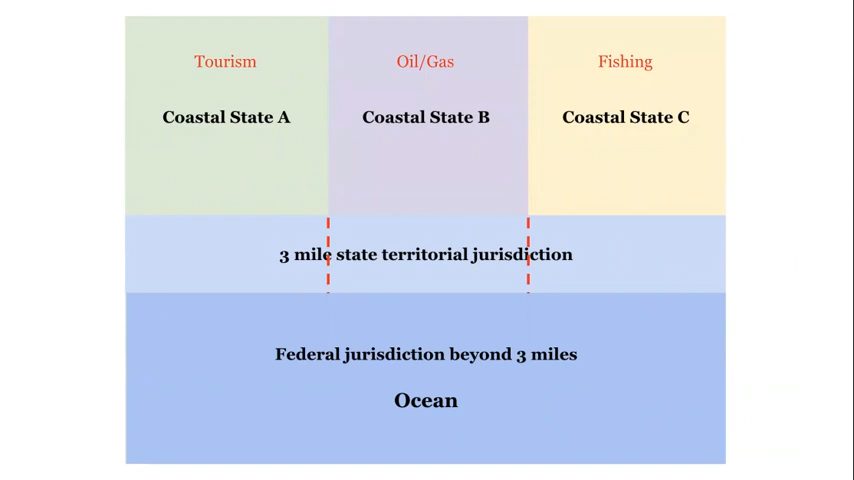 Tourism Oil/Gas Fishing
Coastal State A Coastal State B Coastal State C
3 mile state territorial jurisdiction
Federal jurisdiction beyond 3 miles
Ocean